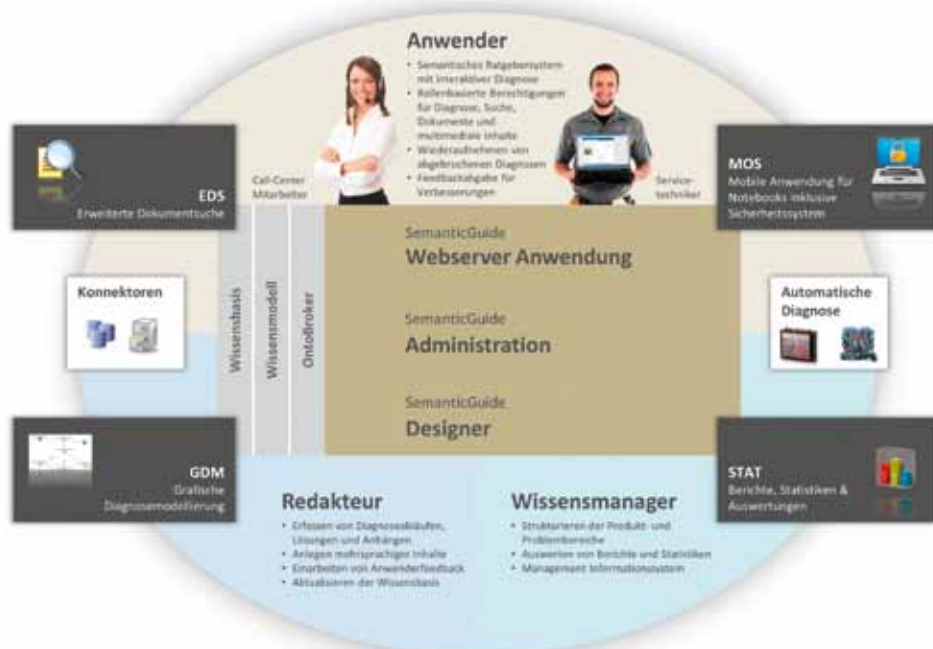 Anwender
• Semantisches Ratgebersystem
mit interaktiver Diagnose
• Rollenbasierte Berechtigungen
für Diagnose, Suche,
Dokumente und
multimediale Inhalte
• Wiederaufnehmen von
abgebrochenen Diagnosen
• Feedbackabgabe für
Verbesserungen
Call-Center
Mitarbeiter
Service-
techniker
EDS
Erweiterte Dokumentsuche
MOS
Mobile Anwendung für
Notebooks inklusive
Sicherheitssystem
Konnektoren
Wissensbasis
Wissensmodell
OntoBroker
SemanticGuide
Webserver Anwendung
SemanticGuide
Administration
SemanticGuide
Designer
Automatische
Diagnose
GDM
Grafische
Diagnosemodellierung
STAT
Berichte, Statistiken &
Auswertungen
Redakteur
• Erfassen von Diagnoseabläufen,
Lösungen und Anhängen
• Anlegen mehrsprachiger Inhalte
• Einarbeiten von Anwenderfeedback
• Aktualisieren der Wissensbasis
Wissensmanager
• Strukturieren der Produkt- und
Problembereiche
• Auswerten von Berichte und Statistiken
• Management Informationsystem